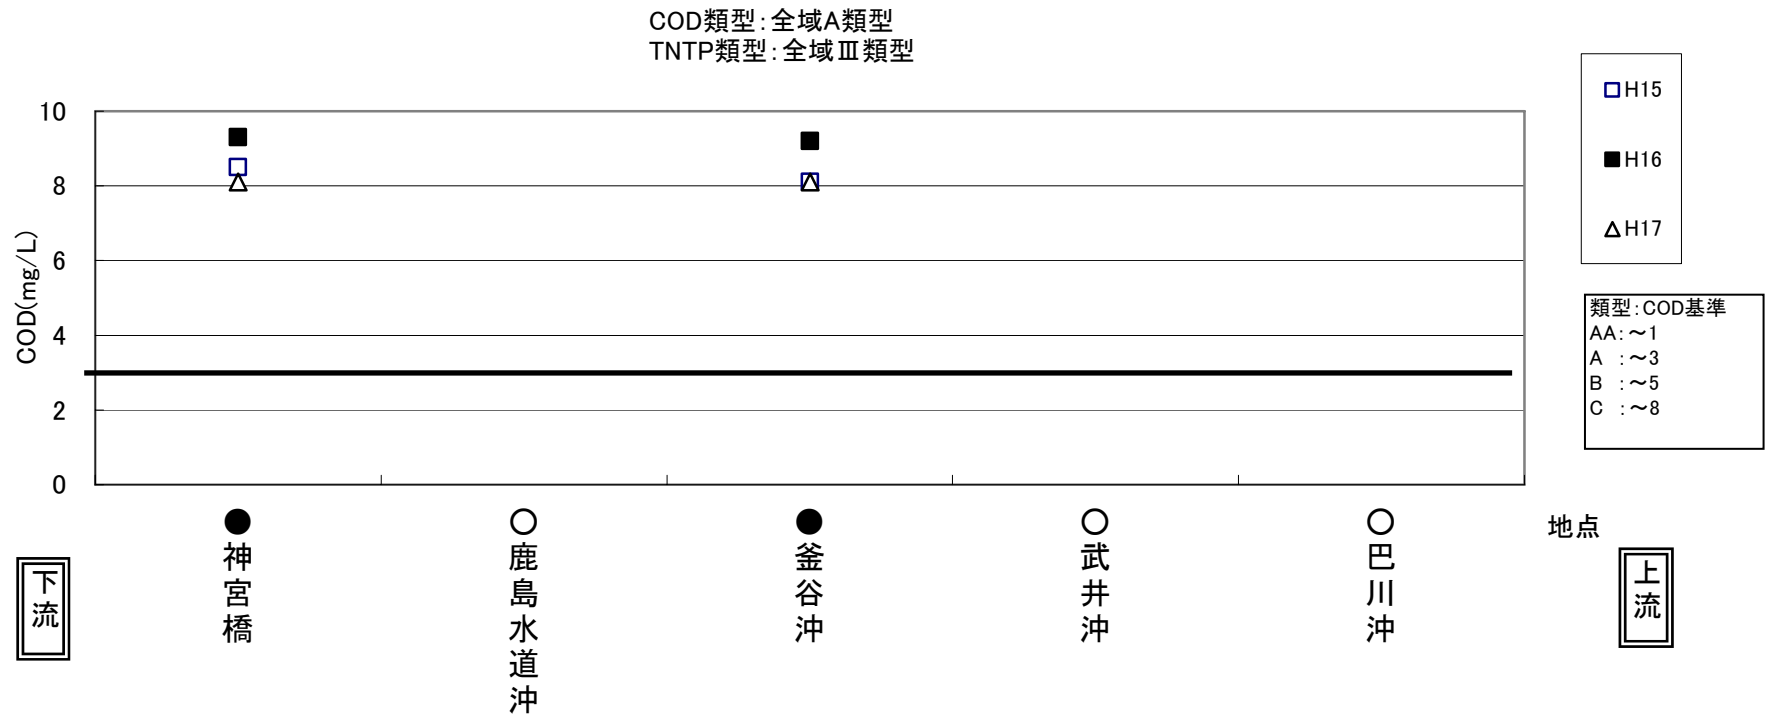 COD類型:全域A類型
TNTP類型:全域Ⅲ類型
□H15
■H16
△H17
10
8
6
4
2
0
COD(mg/L)
類型:COD基準
AA:～1
A :～3
B :～5
C :～8
●
神宮橋
○
鹿島水道沖
●
釜谷沖
○
武井沖
○
巴川沖
地点
下流
上流